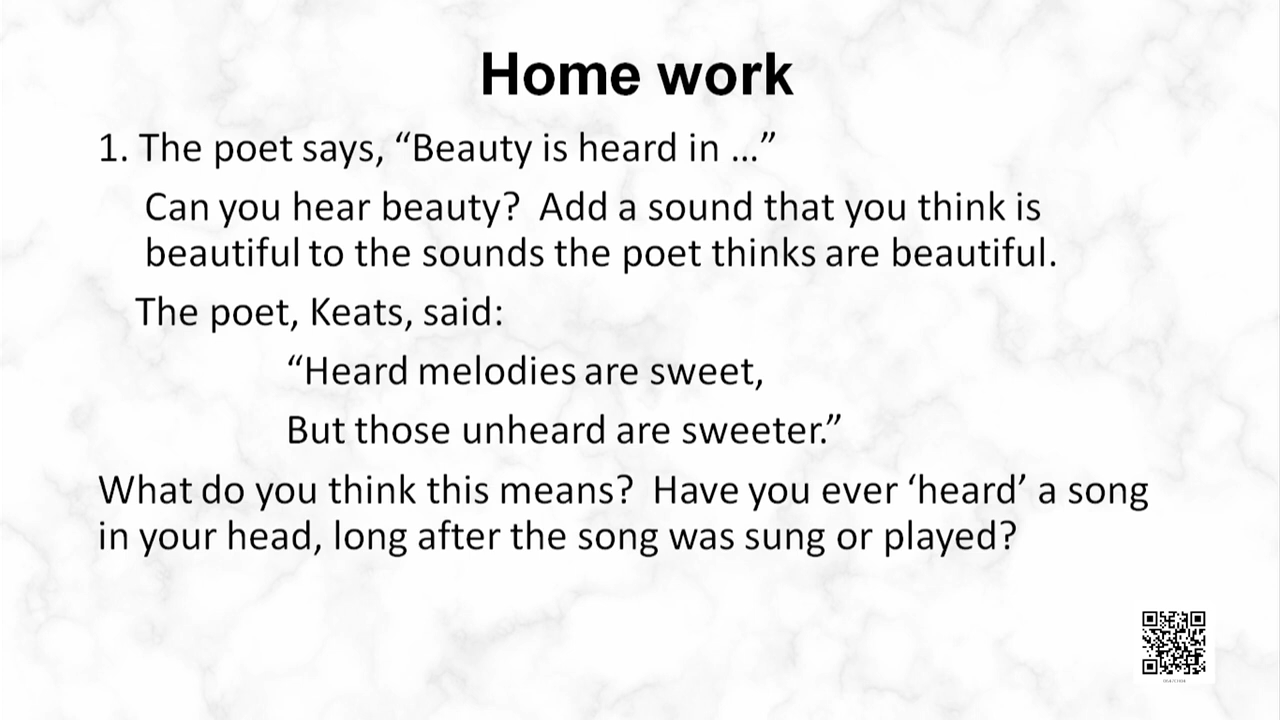 Home work
1. The poet says, “Beauty is heard in ...”
Can you hear beauty?  Add a sound that you think is
beautiful to the sounds the poet thinks are beautiful.
The poet, Keats, said:
“Heard melodies are sweet,
But those unheard are sweeter.”
What do you think this means?  Have you ever ‘heard’ a song
in your head, long after the song was sung or played?